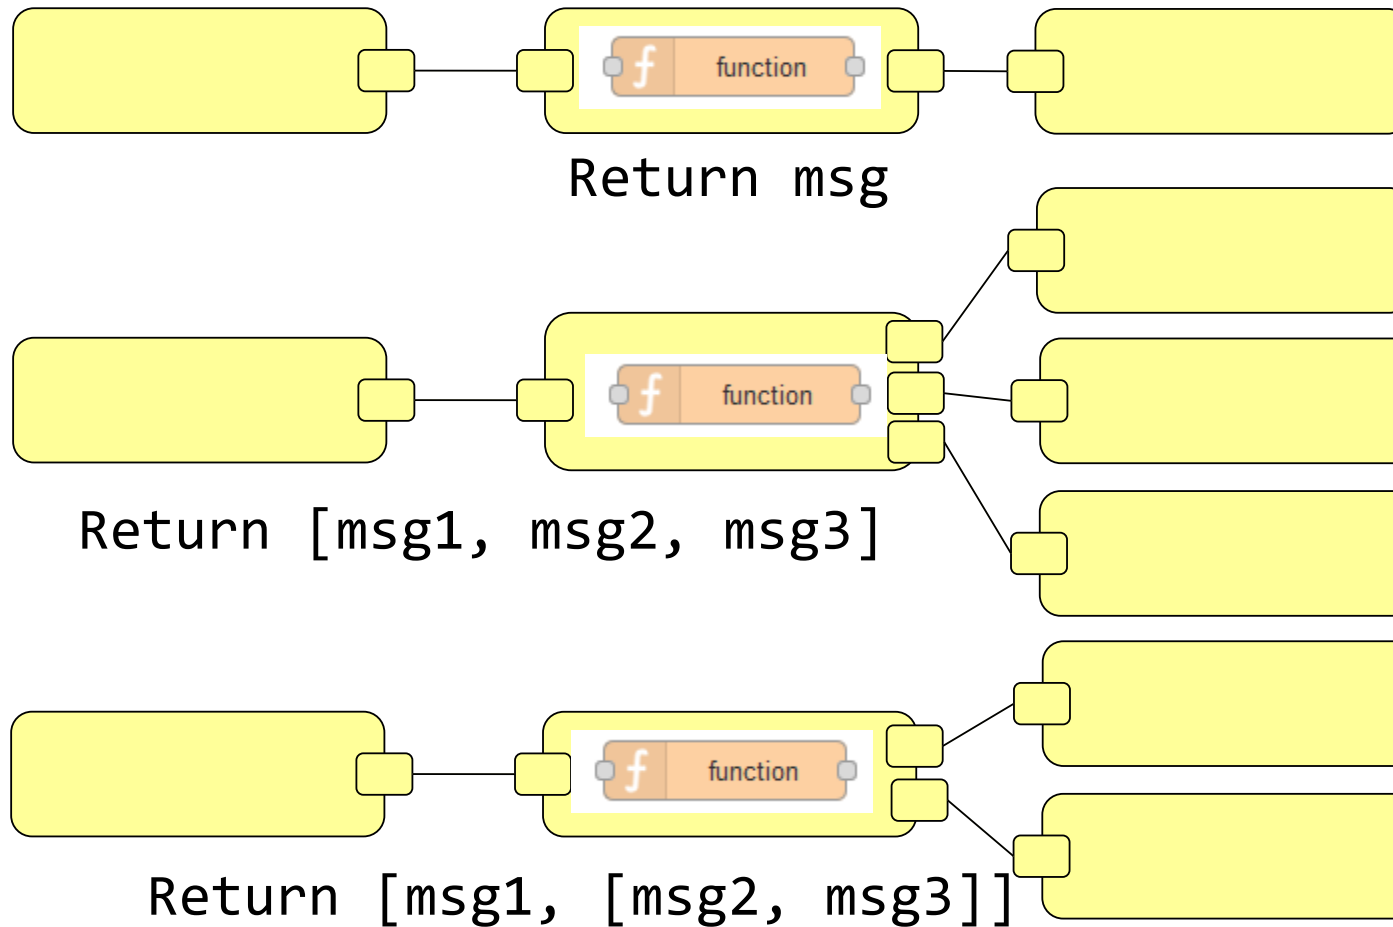 function
Return msg
function
Return [msg1, msg2, msg3]
function
Return [msg1, [msg2, msg3]]